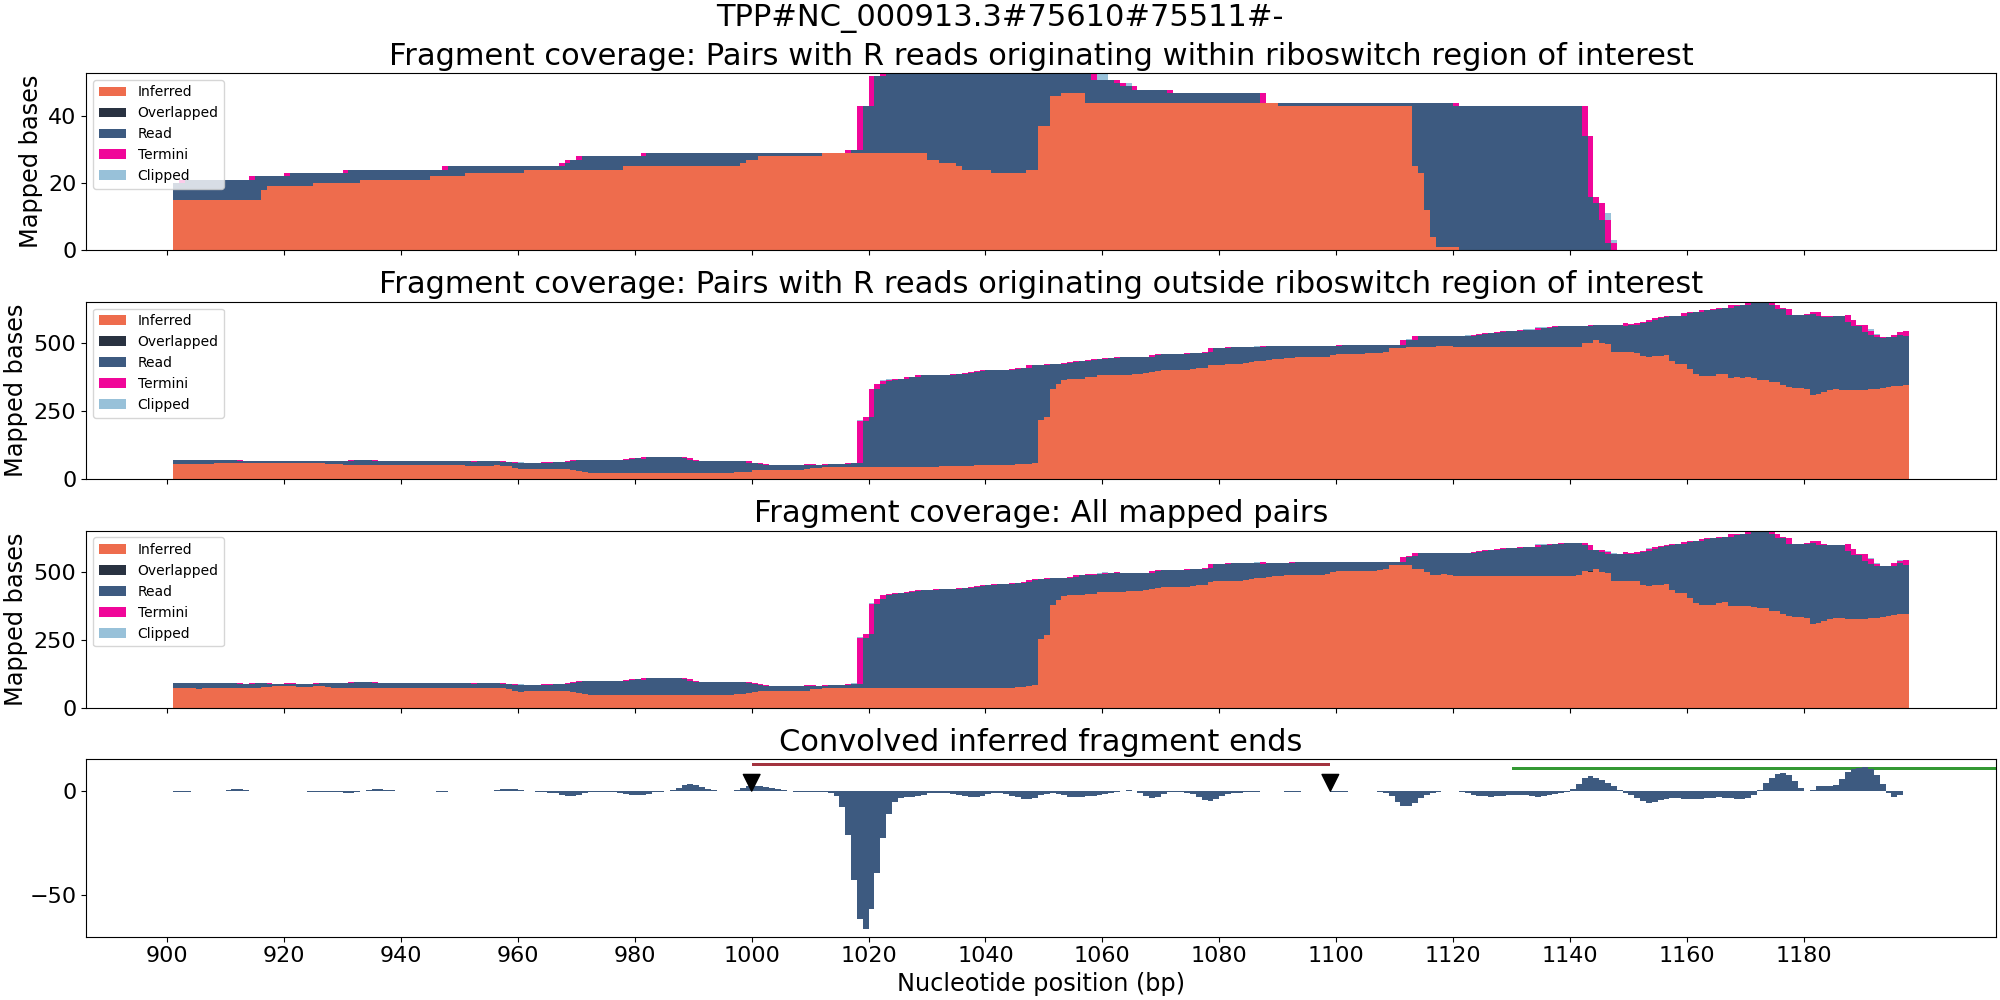 TPP#NC_000913.3#75610#75511#-
Fragment coverage: Pairs with R reads originating within riboswitch region of interest
Mapped bases
40
20
0
Inferred
Overlapped
Read
Termini
Clipped
Fragment coverage: Pairs with R reads originating outside riboswitch region of interest
Mapped bases
500
250
0
Inferred
Overlapped
Read
Termini
Clipped
Fragment coverage: All mapped pairs
Mapped bases
500
250
0
Inferred
Overlapped
Read
Termini
Clipped
Convolved inferred fragment ends
0
−50
900 920 940 960 980 1000 1020 1040 1060 1080 1100 1120 1140 1160 1180
Nucleotide position (bp)